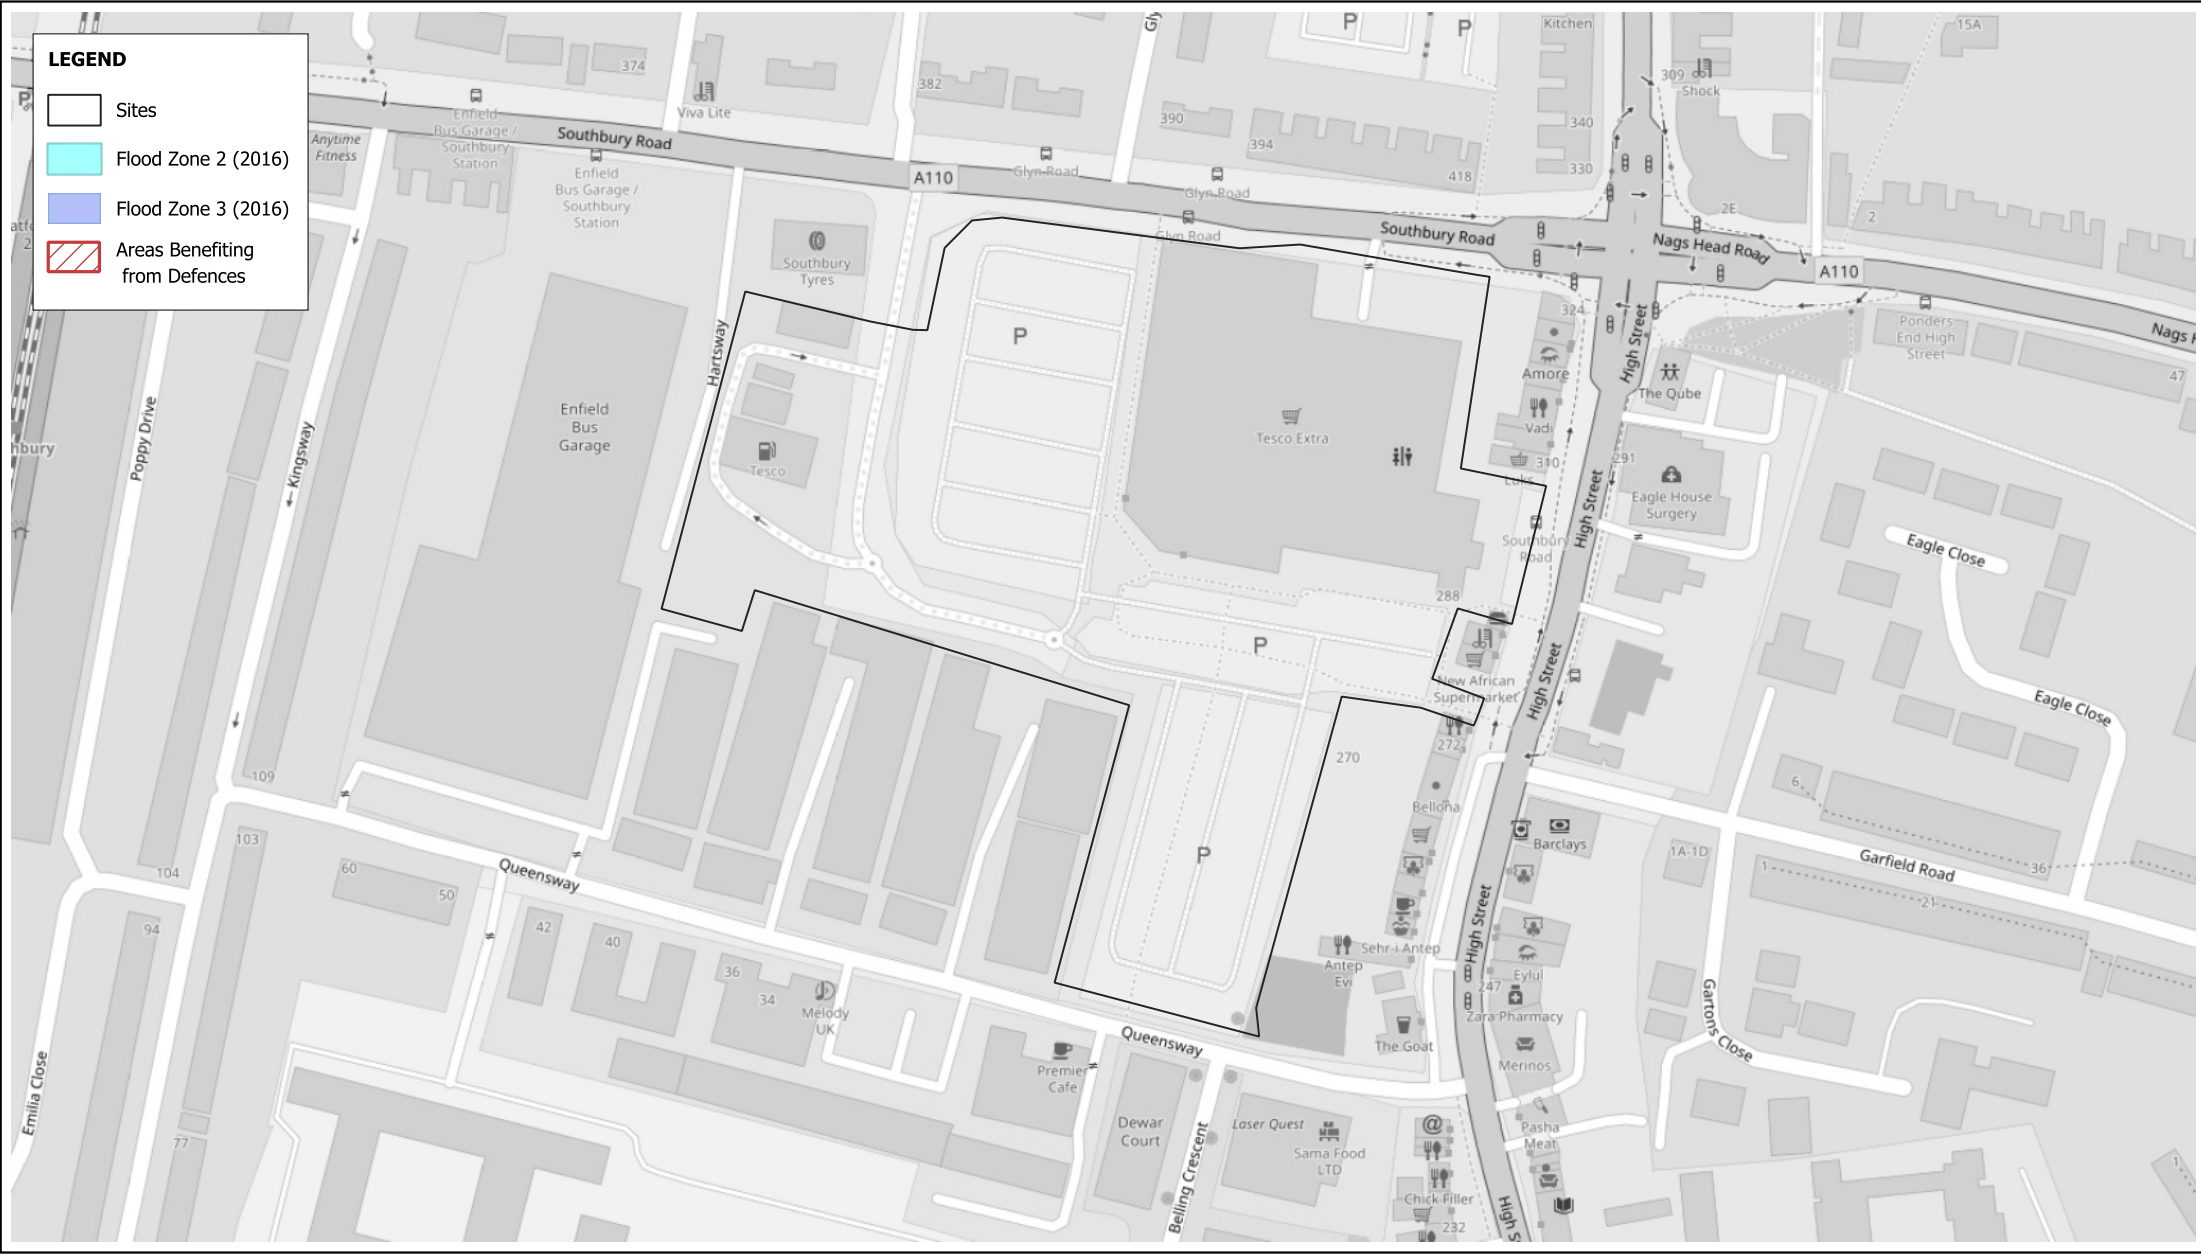 LEGEND
Sites
Flood Zone 2 (2016)
Flood Zone 3 (2016)
Areas Benefiting
from Defences
P
P
Kitchen
15A
374
382
Viva Lite
309
Shock
Enfield
Bus Garage /
Southbury
Station
Anytime
Fitness
Southbury Road
390
394
340
330
418
Enfield
Bus Garage /
Southbury
Station
A110
Glyn Road
Glyn Road
Glyn Road
2E
2
Southbury Road
Nags Head Road
A110
Southbury
Tyres
324
High Street
Ponders
End High
Street
47
Hartsway
P
Amore
The Qube
Enfield
Bus
Garage
Tesco Extra
Vadi
Poppy Drive
Kingsway
Tesco
310
291
Luks
Eagle House
Surgery
High Street
Southbury
Road
Eagle Close
288
P
New African
Supermarket
High Street
Eagle Close
272
270
109
6
Bellona
103
Barclays
1A-1D
Garfield Road
36
P
104
60
50
Queensway
1
21
94
42
40
High Street
Sehr-i Antep
Antep
Evi
36
34
Eylul
247
Melody
UK
Zara Pharmacy
Gartons Close
Queensway
The Goat
Merinos
Premier
Cafe
Emilia Close
Dewar
Court
Laser Quest
@
Pasha
Meat
77
Sama Food
LTD
1
Belling Crescent
Chick Filler
232